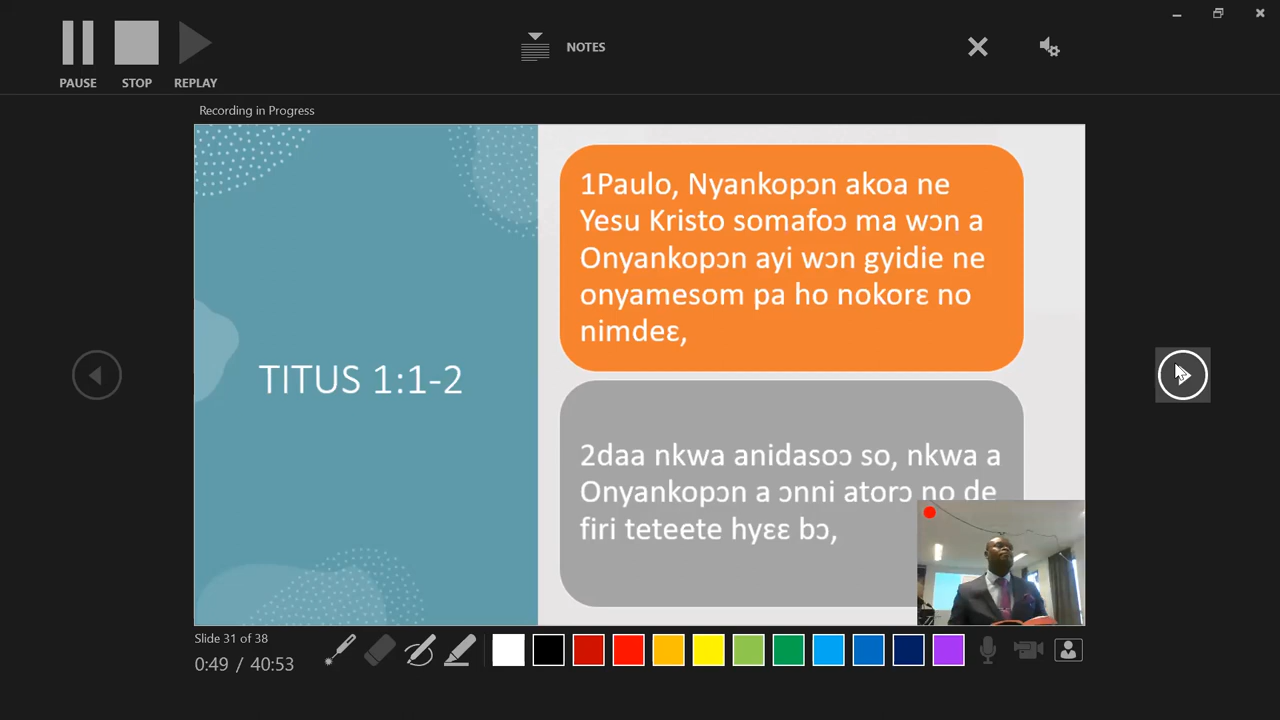 PAUSE
STOP
REPLAY
NOTES
Recording in Progress
TITUS 1:1-2
1Paulo, Nyankopɔn akoa ne
Yesu Kristo somafoɔ ma wɔn a
Onyankopɔn ayi wɔn gyidie ne
onyamesom pa ho nokorɛ no
nimdeɛ,
2daa nkwa anidasoɔ so, nkwa a
Onyankopɔn a ɔnni atorɔ no de
firi teteete hyɛɛ bɔ,
Slide 31 of 38
0:49 / 40:53